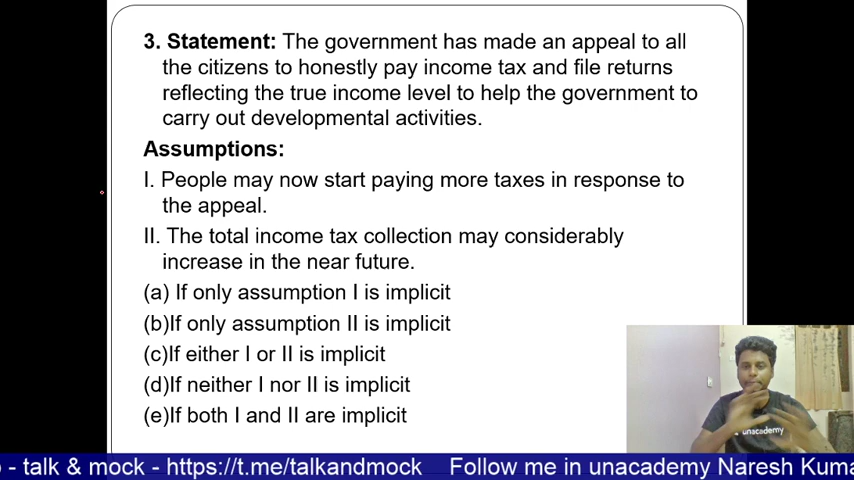 3. Statement: The government has made an appeal to all
the citizens to honestly pay income tax and file returns
reflecting the true income level to help the government to
carry out developmental activities.
Assumptions:
I. People may now start paying more taxes in response to
the appeal.
II. The total income tax collection may considerably
increase in the near future.
(a) If only assumption I is implicit
(b)If only assumption II is implicit
(c)If either I or II is implicit
(d)If neither I nor II is implicit
(e)If both I and II are implicit
unacademy
- talk & mock - https://t.me/talkandmock Follow me in unacademy Naresh